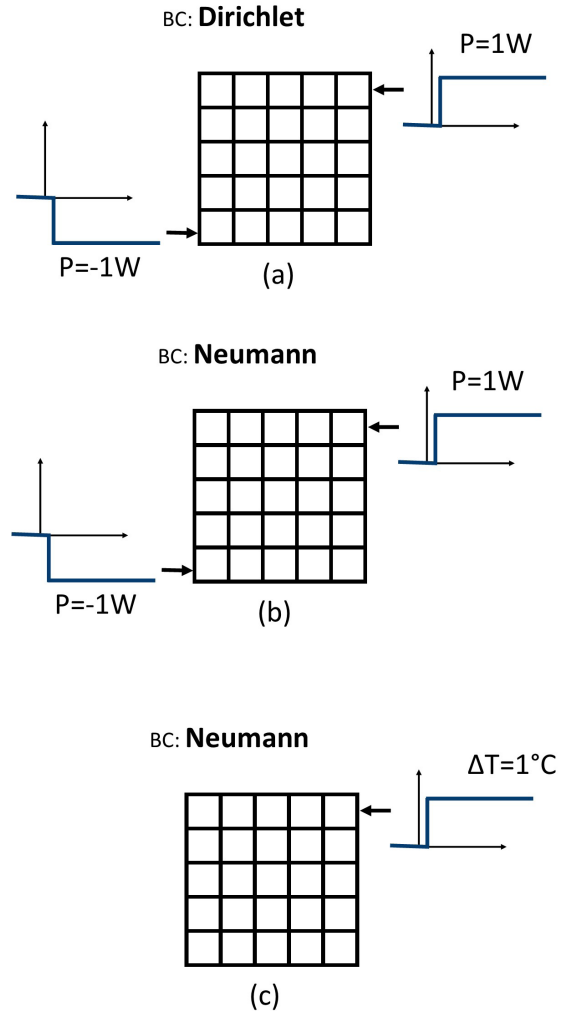 BC: Dirichlet
P=1W
P=-1W
(a)
BC: Neumann
P=1W
P=-1W
(b)
BC: Neumann
ΔT=1°C
(c)